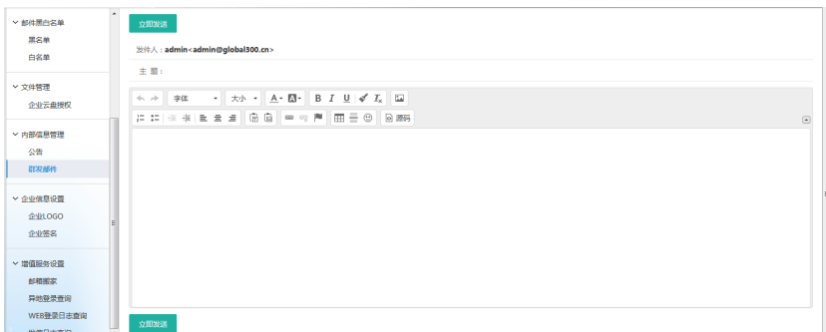 邮件黑白名单
黑名单
白名单
文件管理
企业云盘授权
内部信息管理
公告
群发邮件
企业信息设置
企业LOGO
企业签名
增值服务设置
邮箱搬家
异地登录查询
WEB登录日志查询
立即发送
发件人：admin<admin@global300.cn>
主 题：
字体 大小 A A B I U Tx
源码
立即发送